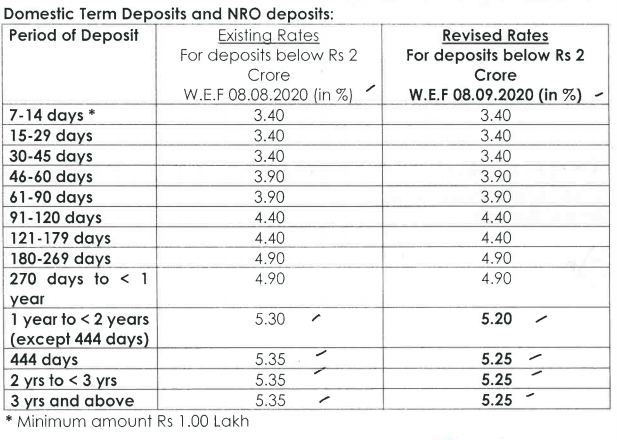 Domestic Term Deposits and NRO deposits:
Period of Deposit Existing Rates Revised Rates
For deposits below Rs 2 For deposits below Rs 2
Crore Crore
W.E.F 08.08.2020 (in %) W.E.F 08.09.2020 (in %)
7-14 days * 3.40 3.40
15-29 days 3.40 3.40
30-45 days 3.40 3.40
46-60 days 3.90 3.90
61-90 days 3.90 3.90
91-120 days 4.40 4.40
121-179 days 4.40 4.40
180-269 days 4.90 4.90
270 days to < 1 4.90 4.90
year
1 year to < 2 years 5.30 5.20
(except 444 days)
444 days 5.35 5.25
2 yrs to < 3 yrs 5.35 5.25
3 yrs and above 5.35 5.25
* Minimum amount Rs 1.00 Lakh